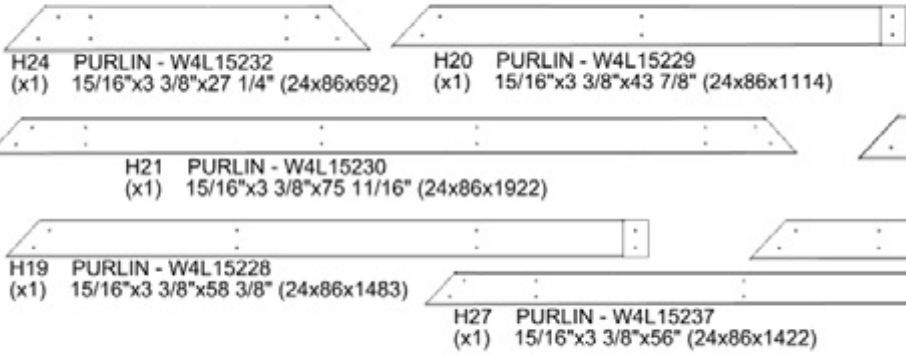 H24 PURLIN - W4L15232
(x1) 15/16"x3 3/8"x27 1/4" (24x86x692)
H20 PURLIN - W4L15229
(x1) 15/16"x3 3/8"x43 7/8" (24x86x1114)
H21 PURLIN - W4L15230
(x1) 15/16"x3 3/8"x75 11/16" (24x86x1922)
H19 PURLIN - W4L15228
(x1) 15/16"x3 3/8"x58 3/8" (24x86x1483)
H27 PURLIN - W4L15237
(x1) 15/16"x3 3/8"x56" (24x86x1422)